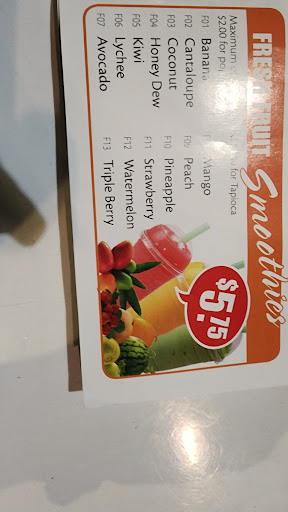 FRESH FRUIT Smoothies
$5.75
Maximum
for Tapioca
$2.00 for
F01 Banana
F02 Cantaloupe
F03 Coconut
F04 Honey Dew
F05 Kiwi
F06 Lychee
F07 Avocado
Mango
F09 Peach
F10 Pineapple
F11 Strawberry
F12 Watermelon
F13 Triple Berry